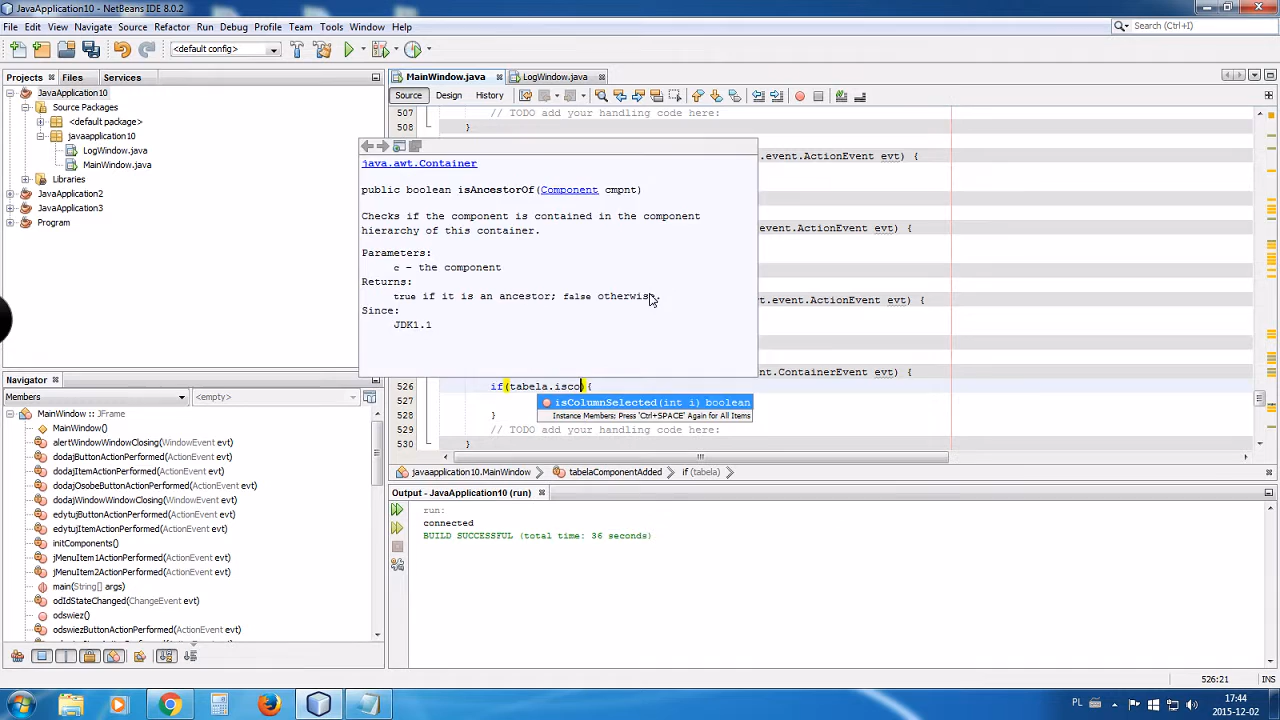 JavaApplication10 - NetBeans IDE 8.0.2
File Edit View Navigate Source Refactor Run Debug Profile Team Tools Window Help
Search (Ctrl+I)
<default config>
Projects Files Services
MainWindow.java LogWindow.java
JavaApplication10
Source Packages
<default package>
javaapplication10
LogWindow.java
MainWindow.java
Libraries
JavaApplication2
JavaApplication3
Program
Source Design History
507 // TODO add your handling code here:
508 }
.event.ActionEvent evt) {
event.ActionEvent evt) {
t.event.ActionEvent evt) {
t.ContainerEvent evt) {
java.awt.Container
public boolean isAncestorOf(Component cmpnt)
Checks if the component is contained in the component
hierarchy of this container.
Parameters:
c – the component
Returns:
true if it is an ancestor; false otherwise.
Since:
JDK1.1
526 if(tabela.isco){
isColumnSelected(int i) boolean
Instance Members: Press 'Ctrl+SPACE' Again for All Items
527
528 }
529 // TODO add your handling code here:
530 }
javaapplication10.MainWindow tabelaComponentAdded if (tabela)
Navigator
Members <empty>
MainWindow :: JFrame
MainWindow()
alertWindowWindowClosing(WindowEvent evt)
dodajButtonActionPerformed(ActionEvent evt)
dodajItemActionPerformed(ActionEvent evt)
dodajOsobeButtonActionPerformed(ActionEvent evt)
dodajWindowWindowClosing(WindowEvent evt)
edytujButtonActionPerformed(ActionEvent evt)
edytujItemActionPerformed(ActionEvent evt)
initComponents()
jMenuItem1ActionPerformed(ActionEvent evt)
jMenuItem2ActionPerformed(ActionEvent evt)
main(String[] args)
odIdStateChanged(ChangeEvent evt)
odswiez()
odswiezButtonActionPerformed(ActionEvent evt)
Output - JavaApplication10 (run)
run:
connected
BUILD SUCCESSFUL (total time: 36 seconds)
526:21 INS
PL
17:44
2015-12-02